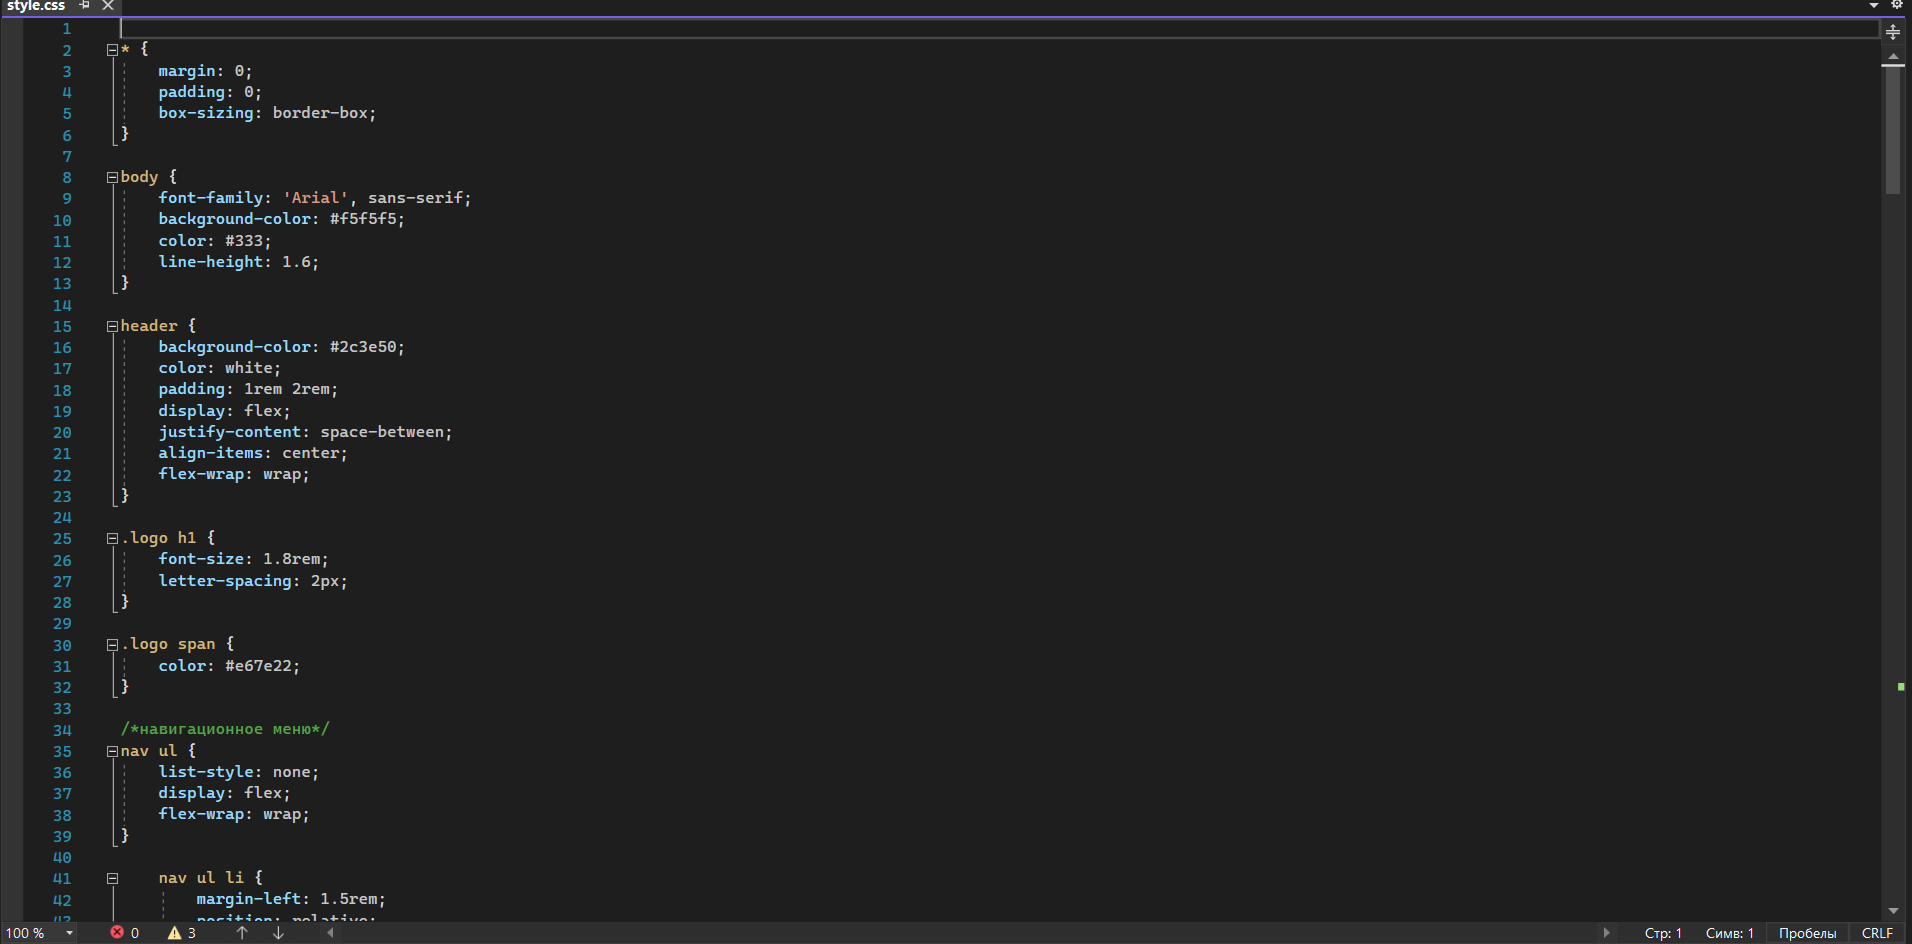 style.css
1
2 * {
3 margin: 0;
4 padding: 0;
5 box-sizing: border-box;
6 }
7
8 body {
9 font-family: 'Arial', sans-serif;
10 background-color: #f5f5f5;
11 color: #333;
12 line-height: 1.6;
13 }
14
15 header {
16 background-color: #2c3e50;
17 color: white;
18 padding: 1rem 2rem;
19 display: flex;
20 justify-content: space-between;
21 align-items: center;
22 flex-wrap: wrap;
23 }
24
25 .logo h1 {
26 font-size: 1.8rem;
27 letter-spacing: 2px;
28 }
29
30 .logo span {
31 color: #e67e22;
32 }
33
34 /*навигационное меню*/
35 nav ul {
36 list-style: none;
37 display: flex;
38 flex-wrap: wrap;
39 }
40
41 nav ul li {
42 margin-left: 1.5rem;
43 position: relative;
100 % 0 3 Стр: 1 Симв: 1 Пробелы CRLF